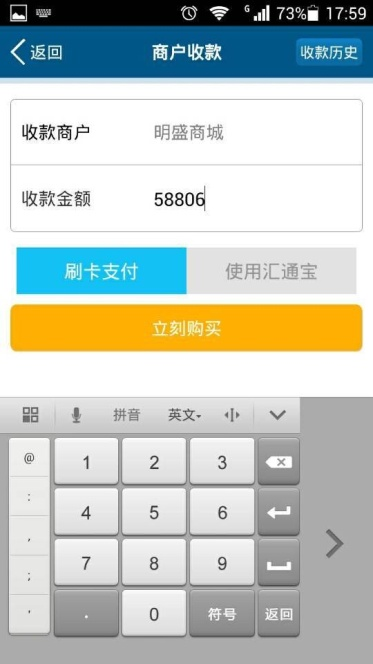 G 73% 17:59
返回 商户收款 收款历史
收款商户 明盛商城
收款金额 58806
刷卡支付 使用汇通宝
立刻购买
拼音 英文
@ 1 2 3
: 4 5 6
, 7 8 9
;
' . 0 符号 返回